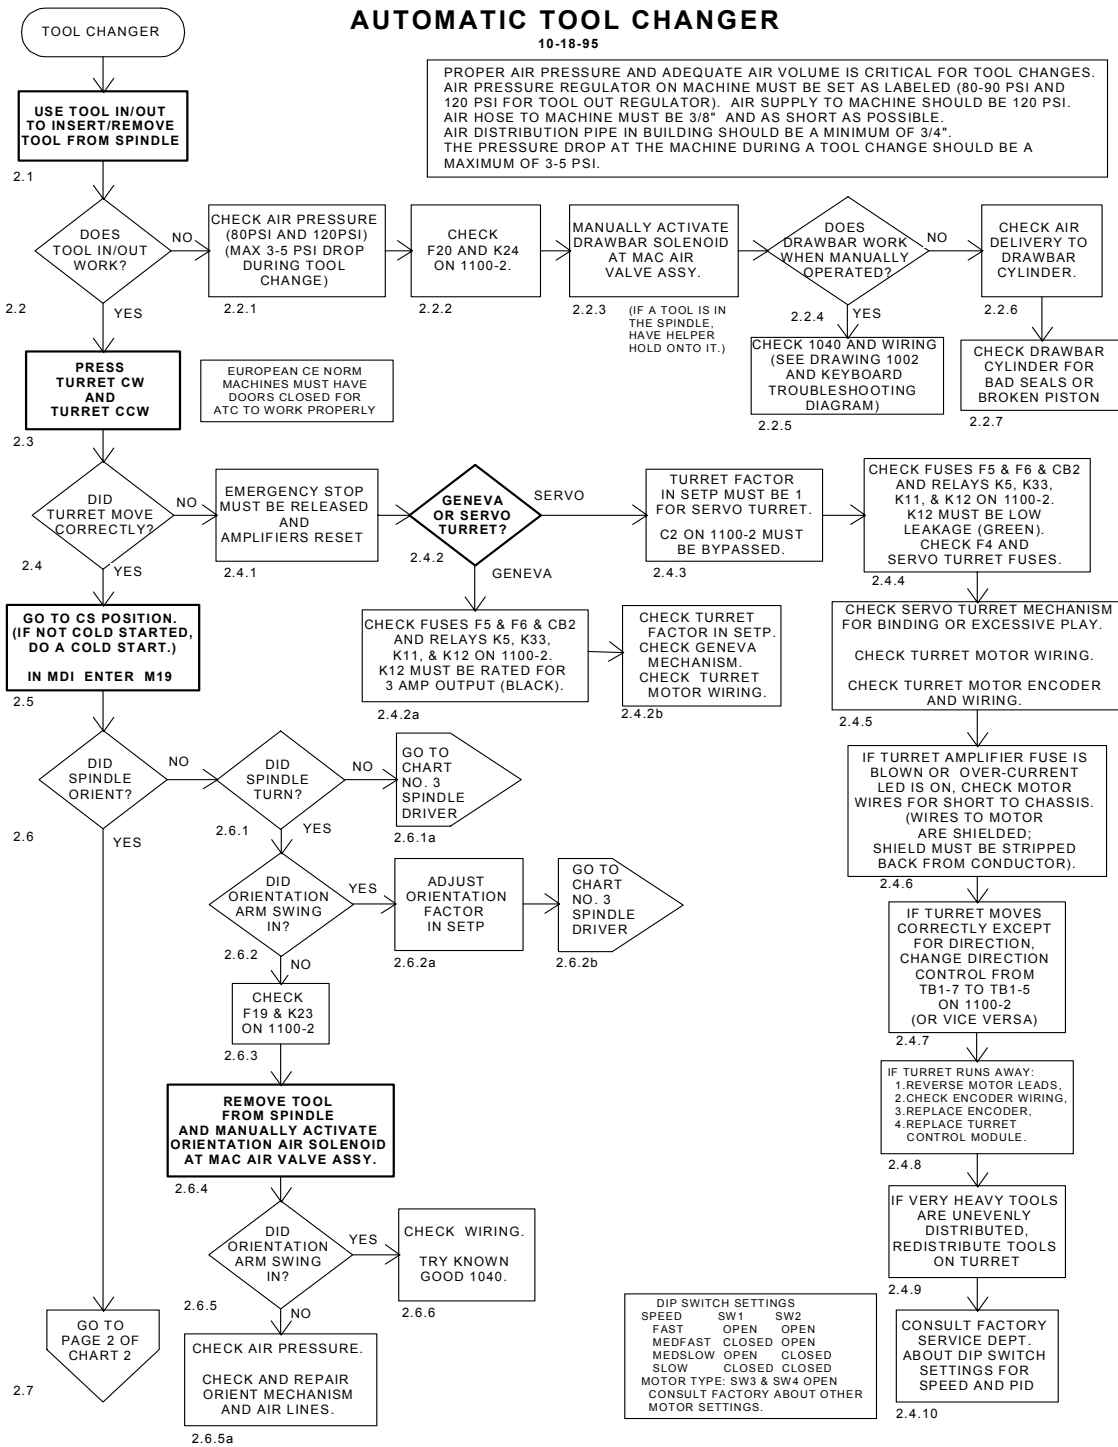 AUTOMATIC TOOL CHANGER
10-18-95
TOOL CHANGER
PROPER AIR PRESSURE AND ADEQUATE AIR VOLUME IS CRITICAL FOR TOOL CHANGES.
AIR PRESSURE REGULATOR ON MACHINE MUST BE SET AS LABELED (80-90 PSI AND
120 PSI FOR TOOL OUT REGULATOR). AIR SUPPLY TO MACHINE SHOULD BE 120 PSI.
AIR HOSE TO MACHINE MUST BE 3/8" AND AS SHORT AS POSSIBLE.
AIR DISTRIBUTION PIPE IN BUILDING SHOULD BE A MINIMUM OF 3/4".
THE PRESSURE DROP AT THE MACHINE DURING A TOOL CHANGE SHOULD BE A
MAXIMUM OF 3-5 PSI.
USE TOOL IN/OUT
TO INSERT/REMOVE
TOOL FROM SPINDLE
2.1
DOES
TOOL IN/OUT
WORK?
NO
YES
2.2
CHECK AIR PRESSURE
(80PSI AND 120PSI)
(MAX 3-5 PSI DROP
DURING TOOL
CHANGE)
2.2.1
CHECK
F20 AND K24
ON 1100-2.
2.2.2
MANUALLY ACTIVATE
DRAWBAR SOLENOID
AT MAC AIR
VALVE ASSY.
2.2.3
(IF A TOOL IS IN
THE SPINDLE,
HAVE HELPER
HOLD ONTO IT.)
DOES
DRAWBAR WORK
WHEN MANUALLY
OPERATED?
NO
YES
2.2.4
CHECK AIR
DELIVERY TO
DRAWBAR
CYLINDER.
2.2.6
CHECK 1040 AND WIRING
(SEE DRAWING 1002
AND KEYBOARD
TROUBLESHOOTING
DIAGRAM)
2.2.5
CHECK DRAWBAR
CYLINDER FOR
BAD SEALS OR
BROKEN PISTON
2.2.7
PRESS
TURRET CW
AND
TURRET CCW
2.3
EUROPEAN CE NORM
MACHINES MUST HAVE
DOORS CLOSED FOR
ATC TO WORK PROPERLY
DID
TURRET MOVE
CORRECTLY?
NO
YES
2.4
EMERGENCY STOP
MUST BE RELEASED
AND
AMPLIFIERS RESET
2.4.1
GENEVA
OR SERVO
TURRET?
SERVO
GENEVA
2.4.2
TURRET FACTOR
IN SETP MUST BE 1
FOR SERVO TURRET.
C2 ON 1100-2 MUST
BE BYPASSED.
2.4.3
CHECK FUSES F5 & F6 & CB2
AND RELAYS K5, K33,
K11, & K12 ON 1100-2.
K12 MUST BE LOW
LEAKAGE (GREEN).
CHECK F4 AND
SERVO TURRET FUSES.
2.4.4
CHECK FUSES F5 & F6 & CB2
AND RELAYS K5, K33,
K11, & K12 ON 1100-2.
K12 MUST BE RATED FOR
3 AMP OUTPUT (BLACK).
2.4.2a
CHECK TURRET
FACTOR IN SETP.
CHECK GENEVA
MECHANISM.
CHECK TURRET
MOTOR WIRING.
2.4.2b
CHECK SERVO TURRET MECHANISM
FOR BINDING OR EXCESSIVE PLAY.
CHECK TURRET MOTOR WIRING.
CHECK TURRET MOTOR ENCODER
AND WIRING.
2.4.5
GO TO CS POSITION.
(IF NOT COLD STARTED,
DO A COLD START.)
IN MDI ENTER M19
2.5
DID
SPINDLE
ORIENT?
NO
YES
2.6
DID
SPINDLE
TURN?
NO
YES
2.6.1
GO TO
CHART
NO. 3
SPINDLE
DRIVER
2.6.1a
IF TURRET AMPLIFIER FUSE IS
BLOWN OR OVER-CURRENT
LED IS ON, CHECK MOTOR
WIRES FOR SHORT TO CHASSIS.
(WIRES TO MOTOR
ARE SHIELDED;
SHIELD MUST BE STRIPPED
BACK FROM CONDUCTOR).
2.4.6
DID
ORIENTATION
ARM SWING
IN?
YES
NO
2.6.2
ADJUST
ORIENTATION
FACTOR
IN SETP
2.6.2a
GO TO
CHART
NO. 3
SPINDLE
DRIVER
2.6.2b
IF TURRET MOVES
CORRECTLY EXCEPT
FOR DIRECTION,
CHANGE DIRECTION
CONTROL FROM
TB1-7 TO TB1-5
ON 1100-2
(OR VICE VERSA)
2.4.7
CHECK
F19 & K23
ON 1100-2
2.6.3
IF TURRET RUNS AWAY:
1.REVERSE MOTOR LEADS,
2.CHECK ENCODER WIRING,
3.REPLACE ENCODER,
4.REPLACE TURRET
CONTROL MODULE.
2.4.8
REMOVE TOOL
FROM SPINDLE
AND MANUALLY ACTIVATE
ORIENTATION AIR SOLENOID
AT MAC AIR VALVE ASSY.
2.6.4
IF VERY HEAVY TOOLS
ARE UNEVENLY
DISTRIBUTED,
REDISTRIBUTE TOOLS
ON TURRET
2.4.9
DID
ORIENTATION
ARM SWING
IN?
YES
NO
2.6.5
CHECK WIRING.
TRY KNOWN
GOOD 1040.
2.6.6
GO TO
PAGE 2 OF
CHART 2
2.7
CHECK AIR PRESSURE.
CHECK AND REPAIR
ORIENT MECHANISM
AND AIR LINES.
2.6.5a
DIP SWITCH SETTINGS
SPEED SW1 SW2
FAST OPEN OPEN
MEDFAST CLOSED OPEN
MEDSLOW OPEN CLOSED
SLOW CLOSED CLOSED
MOTOR TYPE: SW3 & SW4 OPEN
CONSULT FACTORY ABOUT OTHER
MOTOR SETTINGS.
CONSULT FACTORY
SERVICE DEPT.
ABOUT DIP SWITCH
SETTINGS FOR
SPEED AND PID
2.4.10